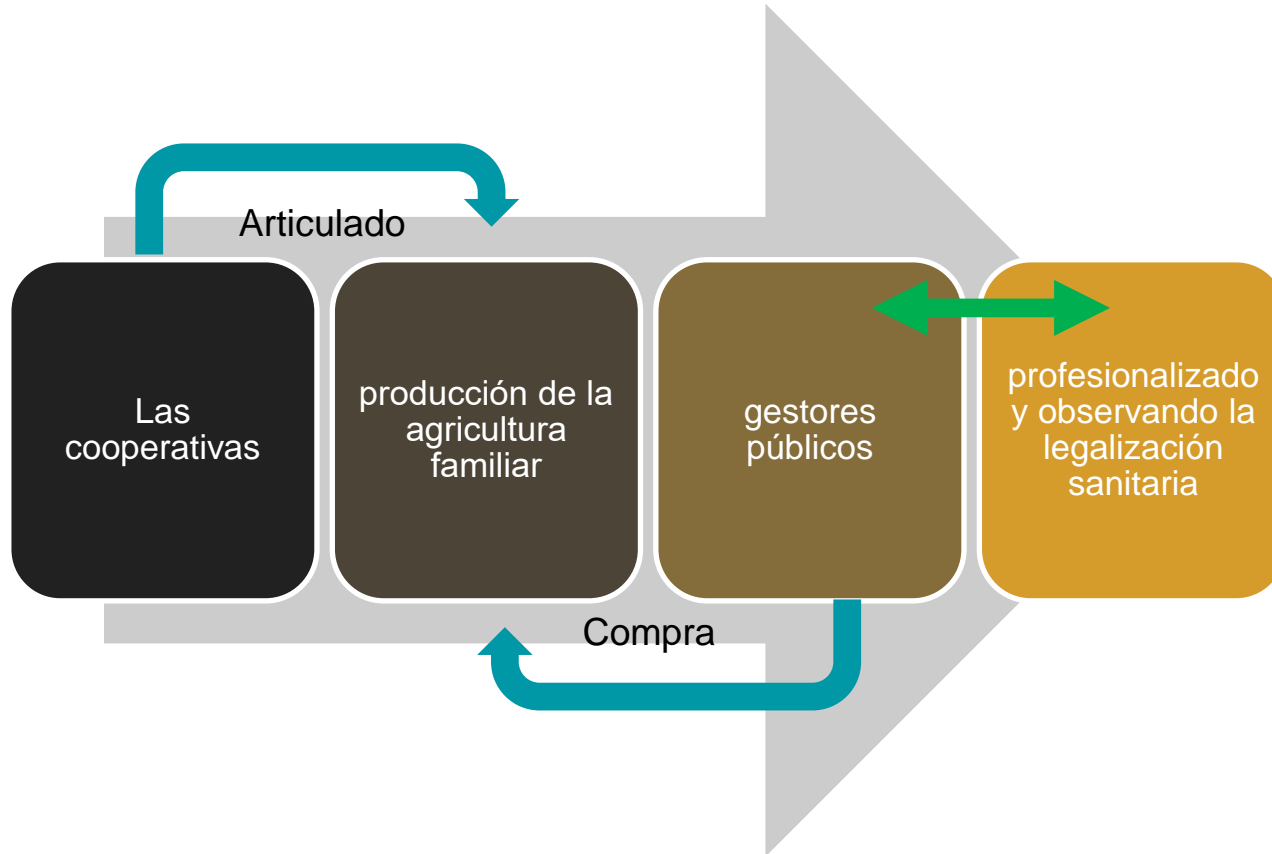 Articulado
Las
cooperativas
producción de la
agricultura
familiar
gestores
públicos
profesionalizado
y observando la
legalización
sanitaria
Compra